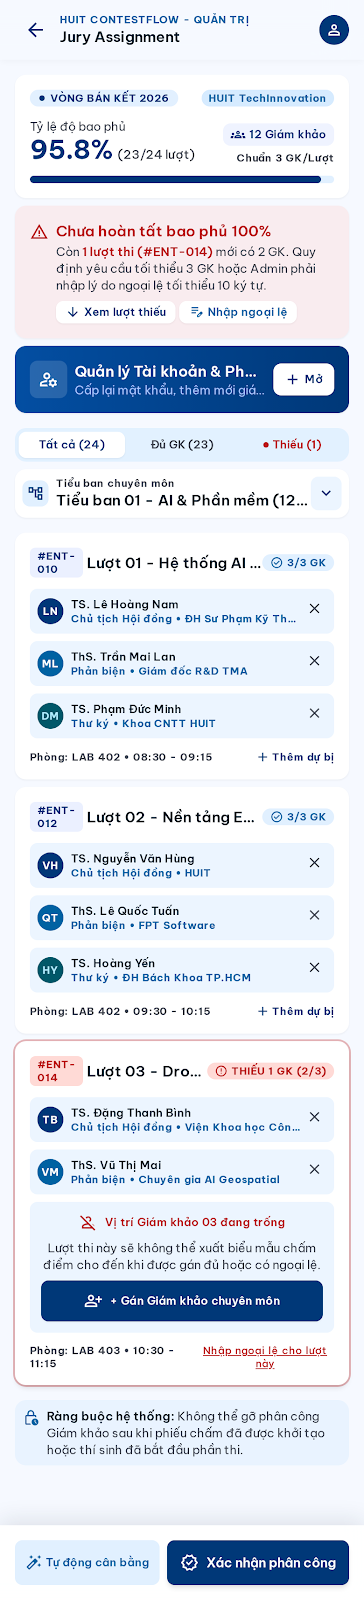 HUIT CONTESTFLOW - QUẢN TRỊ
Jury Assignment
• VÒNG BÁN KẾT 2026
HUIT TechInnovation
Tỷ lệ độ bao phủ
95.8% (23/24 lượt)
12 Giám khảo
Chuẩn 3 GK/Lượt
Chưa hoàn tất bao phủ 100%
Còn 1 lượt thi (#ENT-014) mới có 2 GK. Quy
định yêu cầu tối thiểu 3 GK hoặc Admin phải
nhập lý do ngoại lệ tối thiểu 10 ký tự.
Xem lượt thiếu
Nhập ngoại lệ
Quản lý Tài khoản & Ph...
Cấp lại mật khẩu, thêm mới giá...
Mở
Tất cả (24)
Đủ GK (23)
• Thiếu (1)
Tiểu ban chuyên môn
Tiểu ban 01 - AI & Phần mềm (12...
#ENT-
010
Lượt 01 - Hệ thống AI ...
3/3 GK
LN
TS. Lê Hoàng Nam
Chủ tịch Hội đồng • ĐH Sư Phạm Kỹ Th...
ML
ThS. Trần Mai Lan
Phản biện • Giám đốc R&D TMA
DM
TS. Phạm Đức Minh
Thư ký • Khoa CNTT HUIT
Phòng: LAB 402 • 08:30 - 09:15
Thêm dự bị
#ENT-
012
Lượt 02 - Nền tảng E...
3/3 GK
VH
TS. Nguyễn Văn Hùng
Chủ tịch Hội đồng • HUIT
QT
ThS. Lê Quốc Tuấn
Phản biện • FPT Software
HY
TS. Hoàng Yến
Thư ký • ĐH Bách Khoa TP.HCM
Phòng: LAB 402 • 09:30 - 10:15
Thêm dự bị
#ENT-
014
Lượt 03 - Dro...
THIẾU 1 GK (2/3)
TB
TS. Đặng Thanh Bình
Chủ tịch Hội đồng • Viện Khoa học Côn...
VM
ThS. Vũ Thị Mai
Phản biện • Chuyên gia AI Geospatial
Vị trí Giám khảo 03 đang trống
Lượt thi này sẽ không thể xuất biểu mẫu chấm
điểm cho đến khi được gán đủ hoặc có ngoại lệ.
+ Gán Giám khảo chuyên môn
Phòng: LAB 403 • 10:30 -
11:15
Nhập ngoại lệ cho lượt
này
Ràng buộc hệ thống: Không thể gỡ phân công
Giám khảo sau khi phiếu chấm đã được khởi tạo
hoặc thí sinh đã bắt đầu phần thi.
Tự động cân bằng
Xác nhận phân công